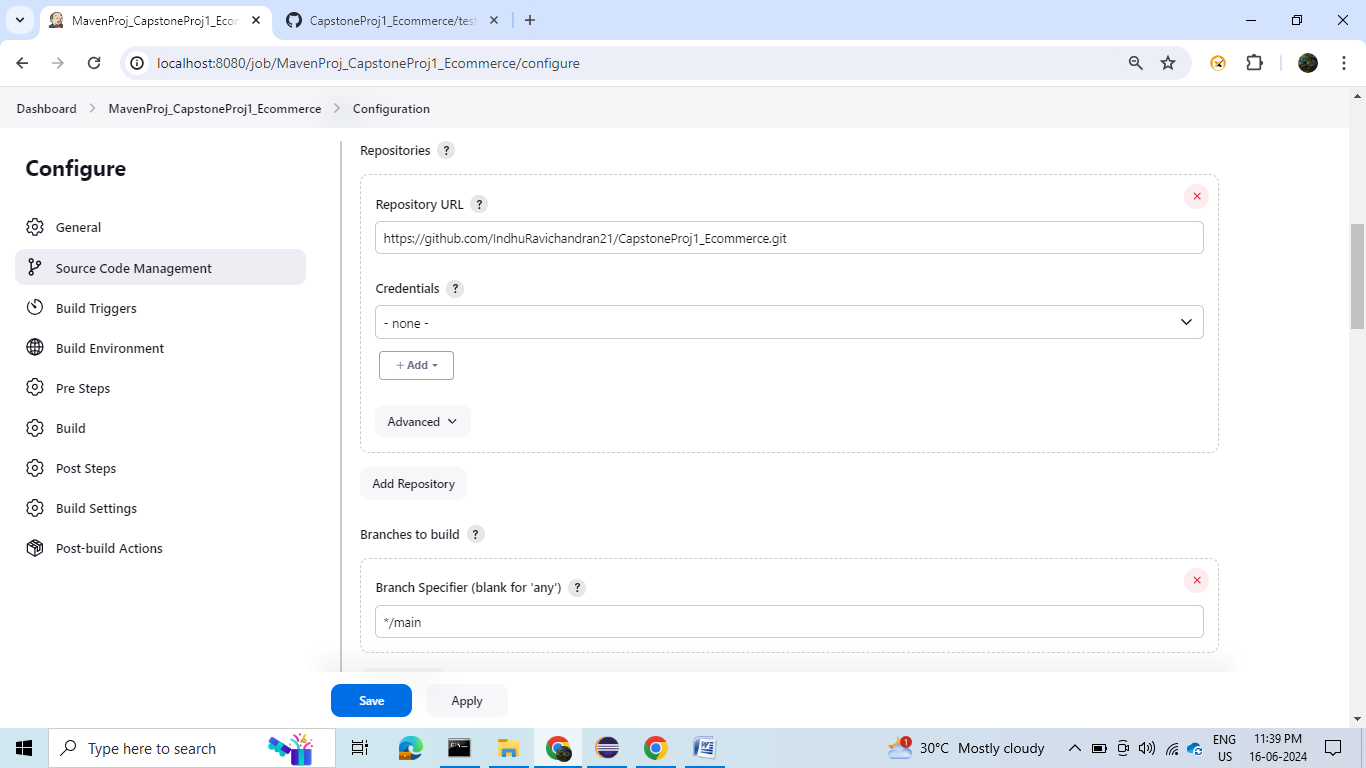 MavenProj_CapstoneProj1_Econ
CapstoneProj1_Ecommerce/test
localhost:8080/job/MavenProj_CapstoneProj1_Ecommerce/configure
Dashboard > MavenProj_CapstoneProj1_Ecommerce > Configuration
Configure
General
Source Code Management
Build Triggers
Build Environment
Pre Steps
Build
Post Steps
Build Settings
Post-build Actions
Repositories ?
Repository URL ?
https://github.com/IndhuRavichandran21/CapstoneProj1_Ecommerce.git
Credentials ?
- none -
+ Add
Advanced
Add Repository
Branches to build ?
Branch Specifier (blank for 'any') ?
*/main
Save
Apply
Type here to search
1
30°C Mostly cloudy
ENG
US
11:39 PM
16-06-2024